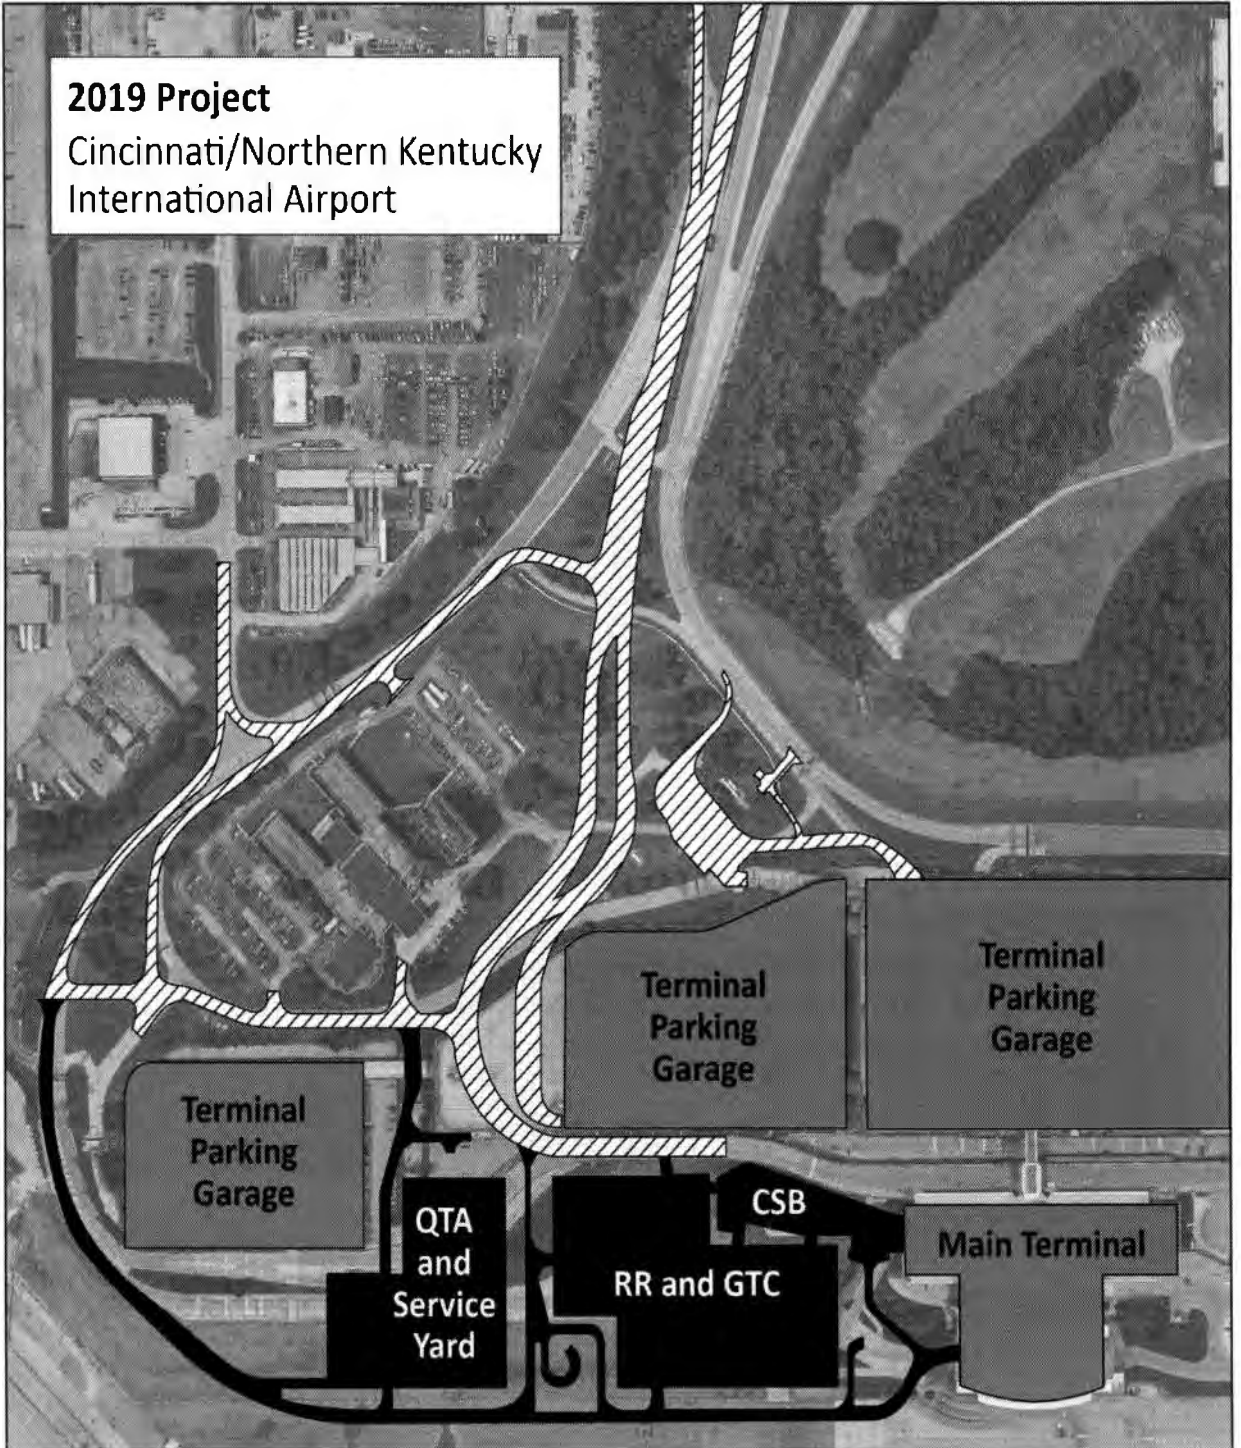 2019 Project
Cincinnati/Northern Kentucky
International Airport
Terminal
Parking
Garage
Terminal
Parking
Garage
Terminal
Parking
Garage
QTA
and
Service
Yard
CSB
RR and GTC
Main Terminal